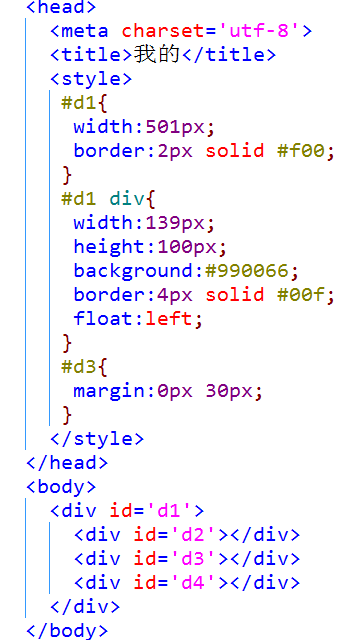 <head>
<meta charset='utf-8'>
<title>我的</title>
<style>
#d1{
width:501px;
border:2px solid #f00;
}
#d1 div{
width:139px;
height:100px;
background:#990066;
border:4px solid #00f;
float:left;
}
#d3{
margin:0px 30px;
}
</style>
</head>
<body>
<div id='d1'>
<div id='d2'></div>
<div id='d3'></div>
<div id='d4'></div>
</div>
</body>